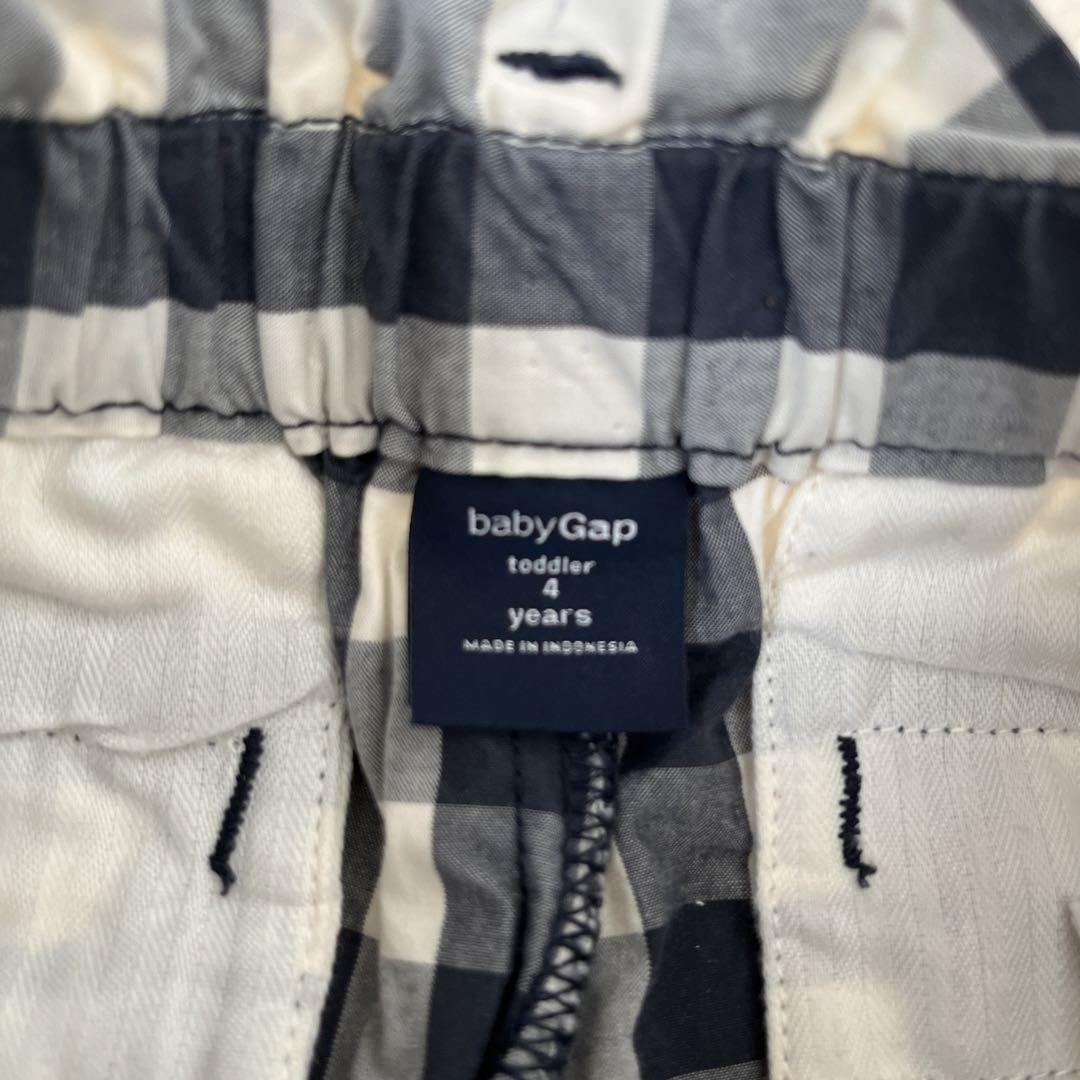 babyGap
toddler
4
years
MADE IN INDONESIA